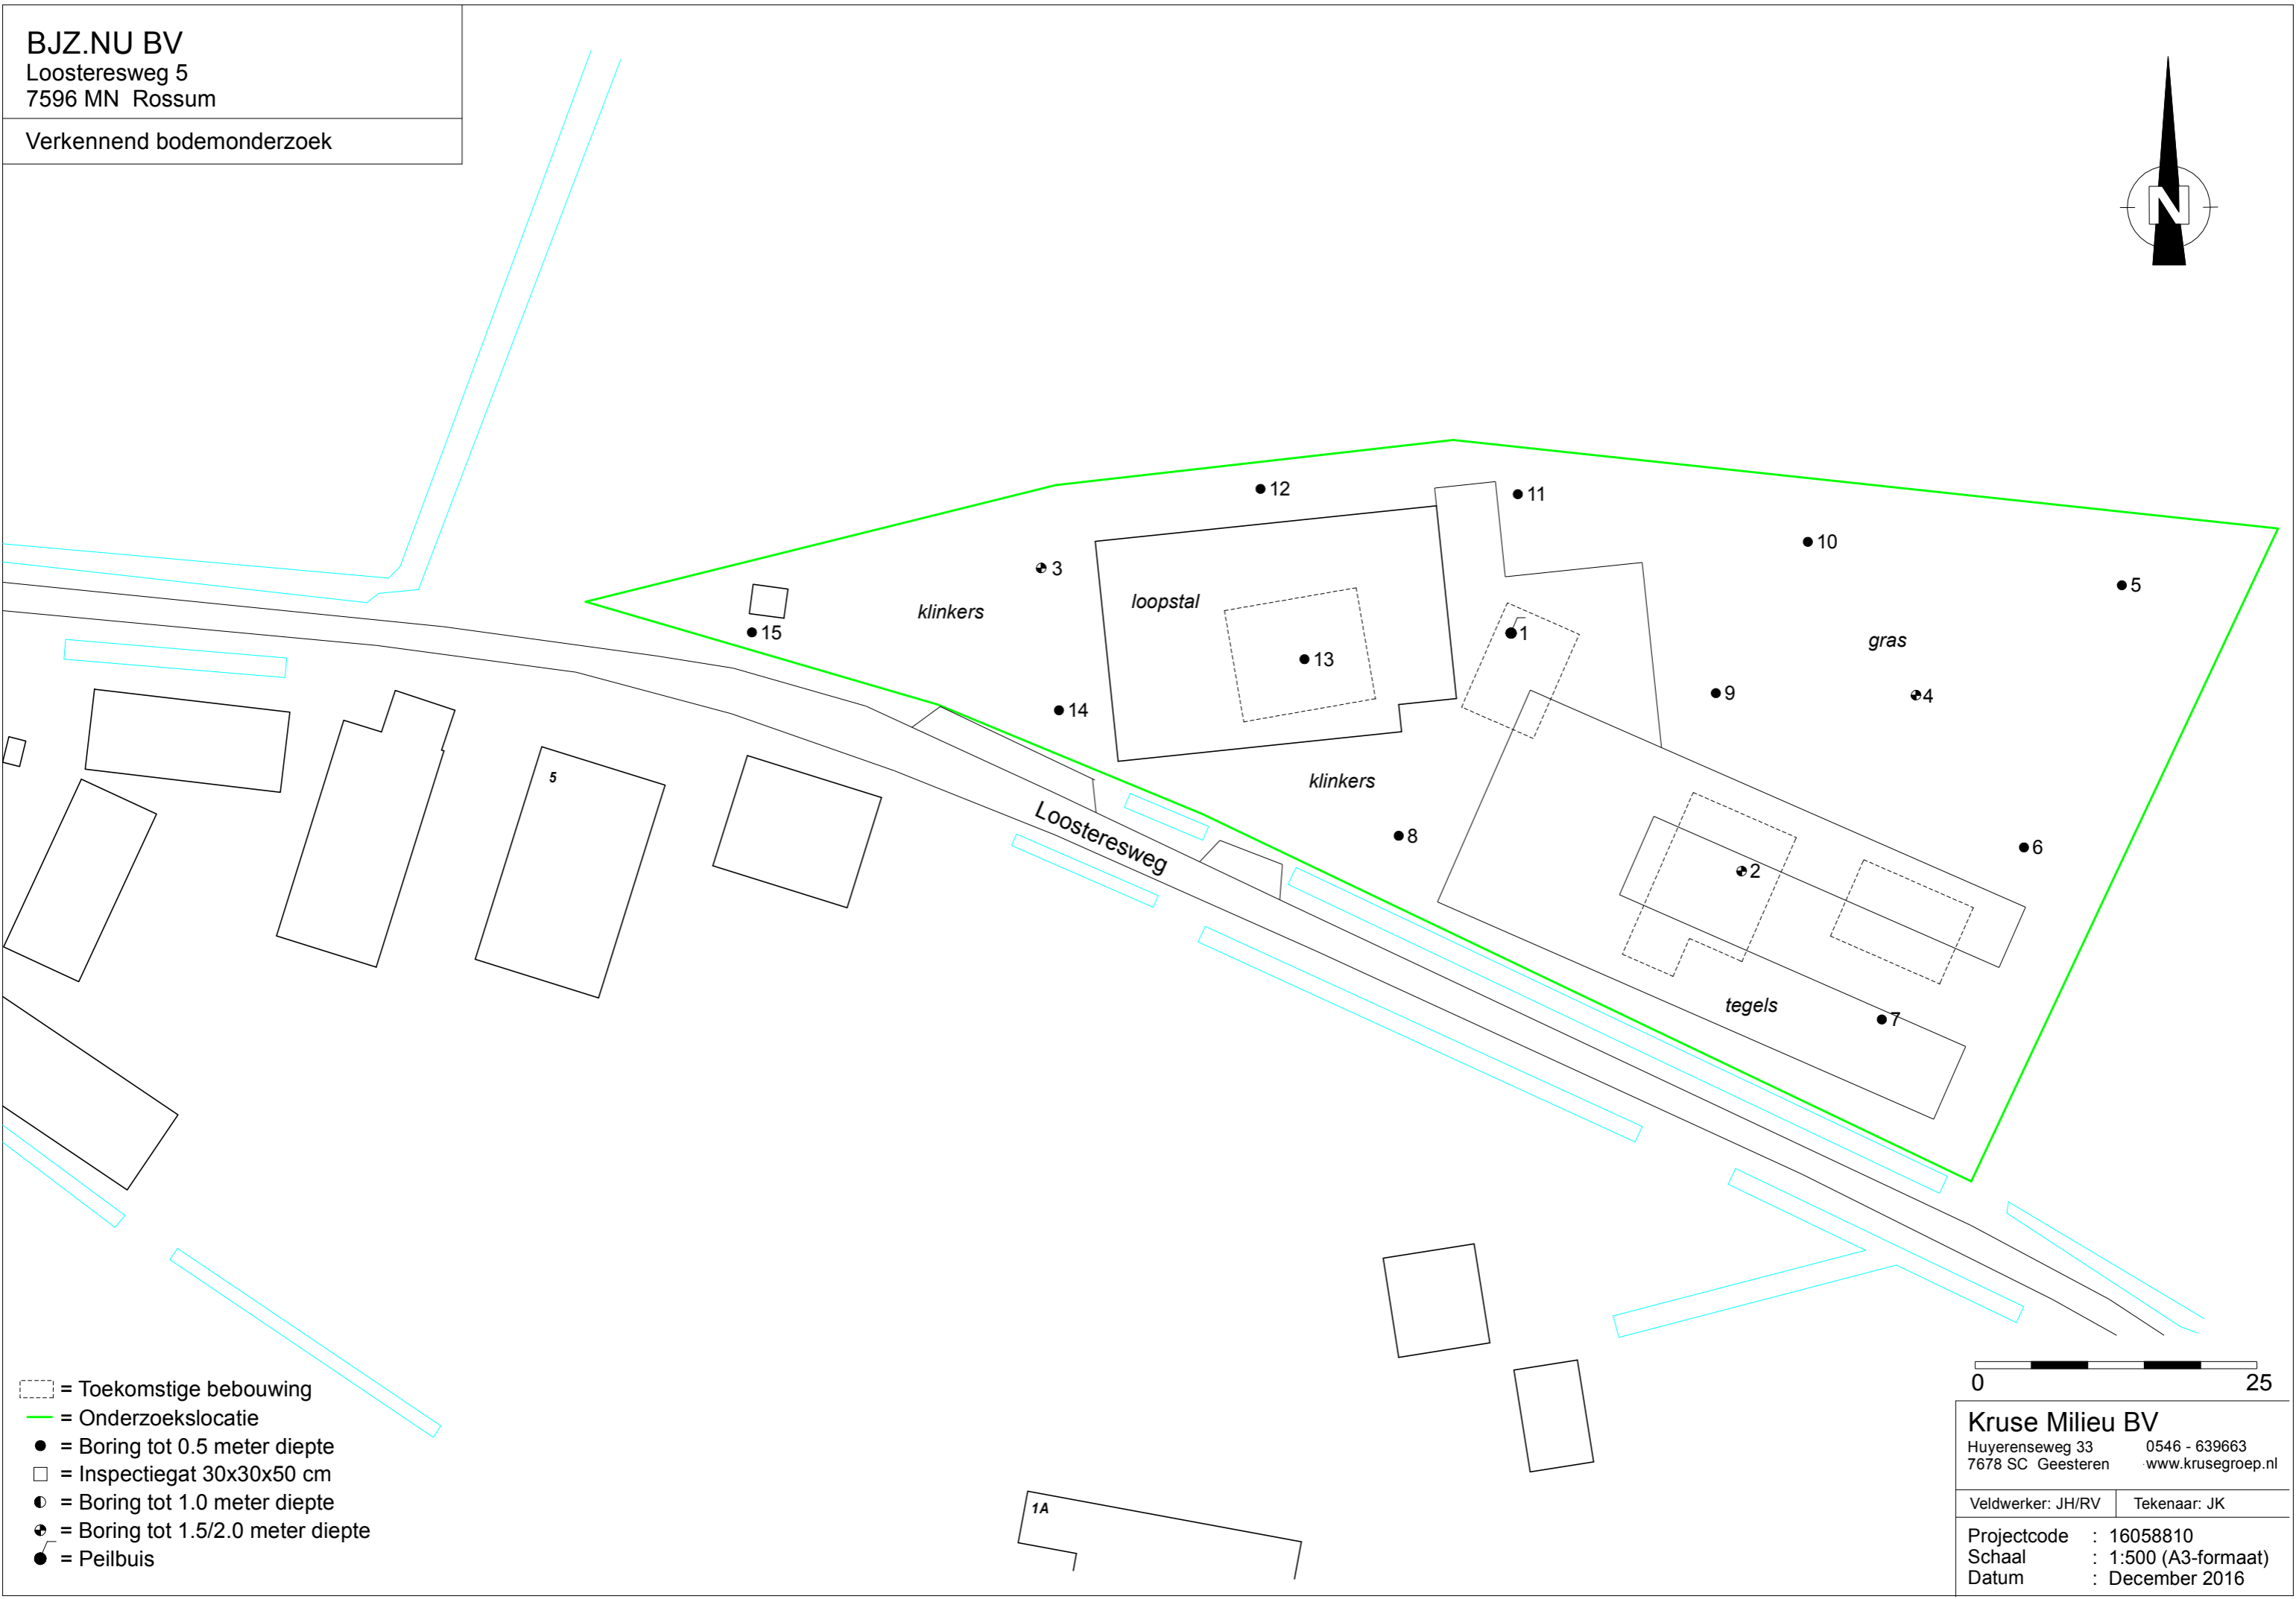 BJZ.NU BV
Loosteresweg 5
7596 MN Rossum
Verkennend bodemonderzoek
N
12
11
10
3
5
loopstal
klinkers
15
1
gras
13
9
4
14
5
klinkers
Loosteresweg
8
6
2
tegels
7
0 25
= Toekomstige bebouwing
= Onderzoekslocatie
= Boring tot 0.5 meter diepte
= Inspectiegat 30x30x50 cm
= Boring tot 1.0 meter diepte
= Boring tot 1.5/2.0 meter diepte
= Peilbuis
1A
Kruse Milieu BV
Huyerenseweg 33 0546 - 639663
7678 SC Geesteren www.krusegroep.nl
Veldwerker: JH/RV Tekenaar: JK
Projectcode : 16058810
Schaal : 1:500 (A3-formaat)
Datum : December 2016